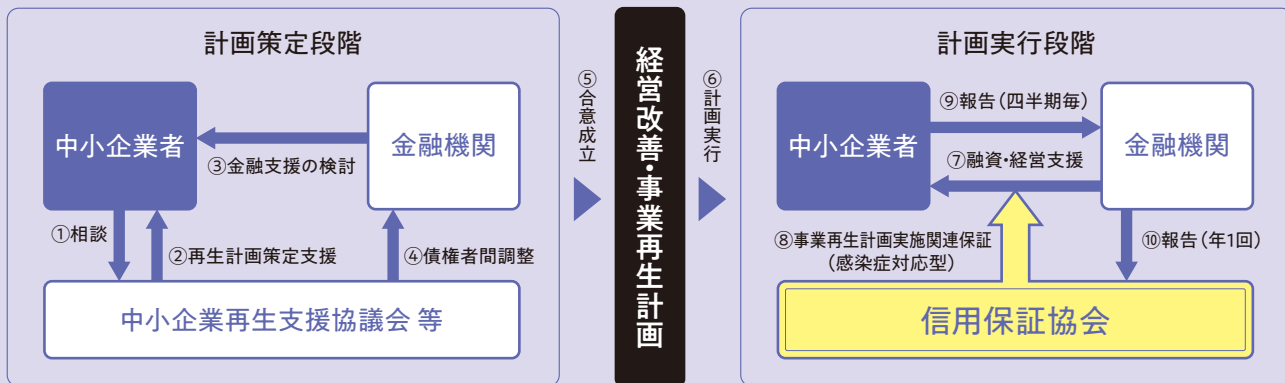 計画策定段階
中小企業者
金融機関
③金融支援の検討
①相談
②再生計画策定支援
④債権者間調整
中小企業再生支援協議会 等
⑤合意成立
経営改善・事業再生計画
⑥計画実行
計画実行段階
中小企業者
金融機関
⑨報告(四半期毎)
⑦融資・経営支援
⑧事業再生計画実施関連保証
(感染症対応型)
⑩報告(年1回)
信用保証協会